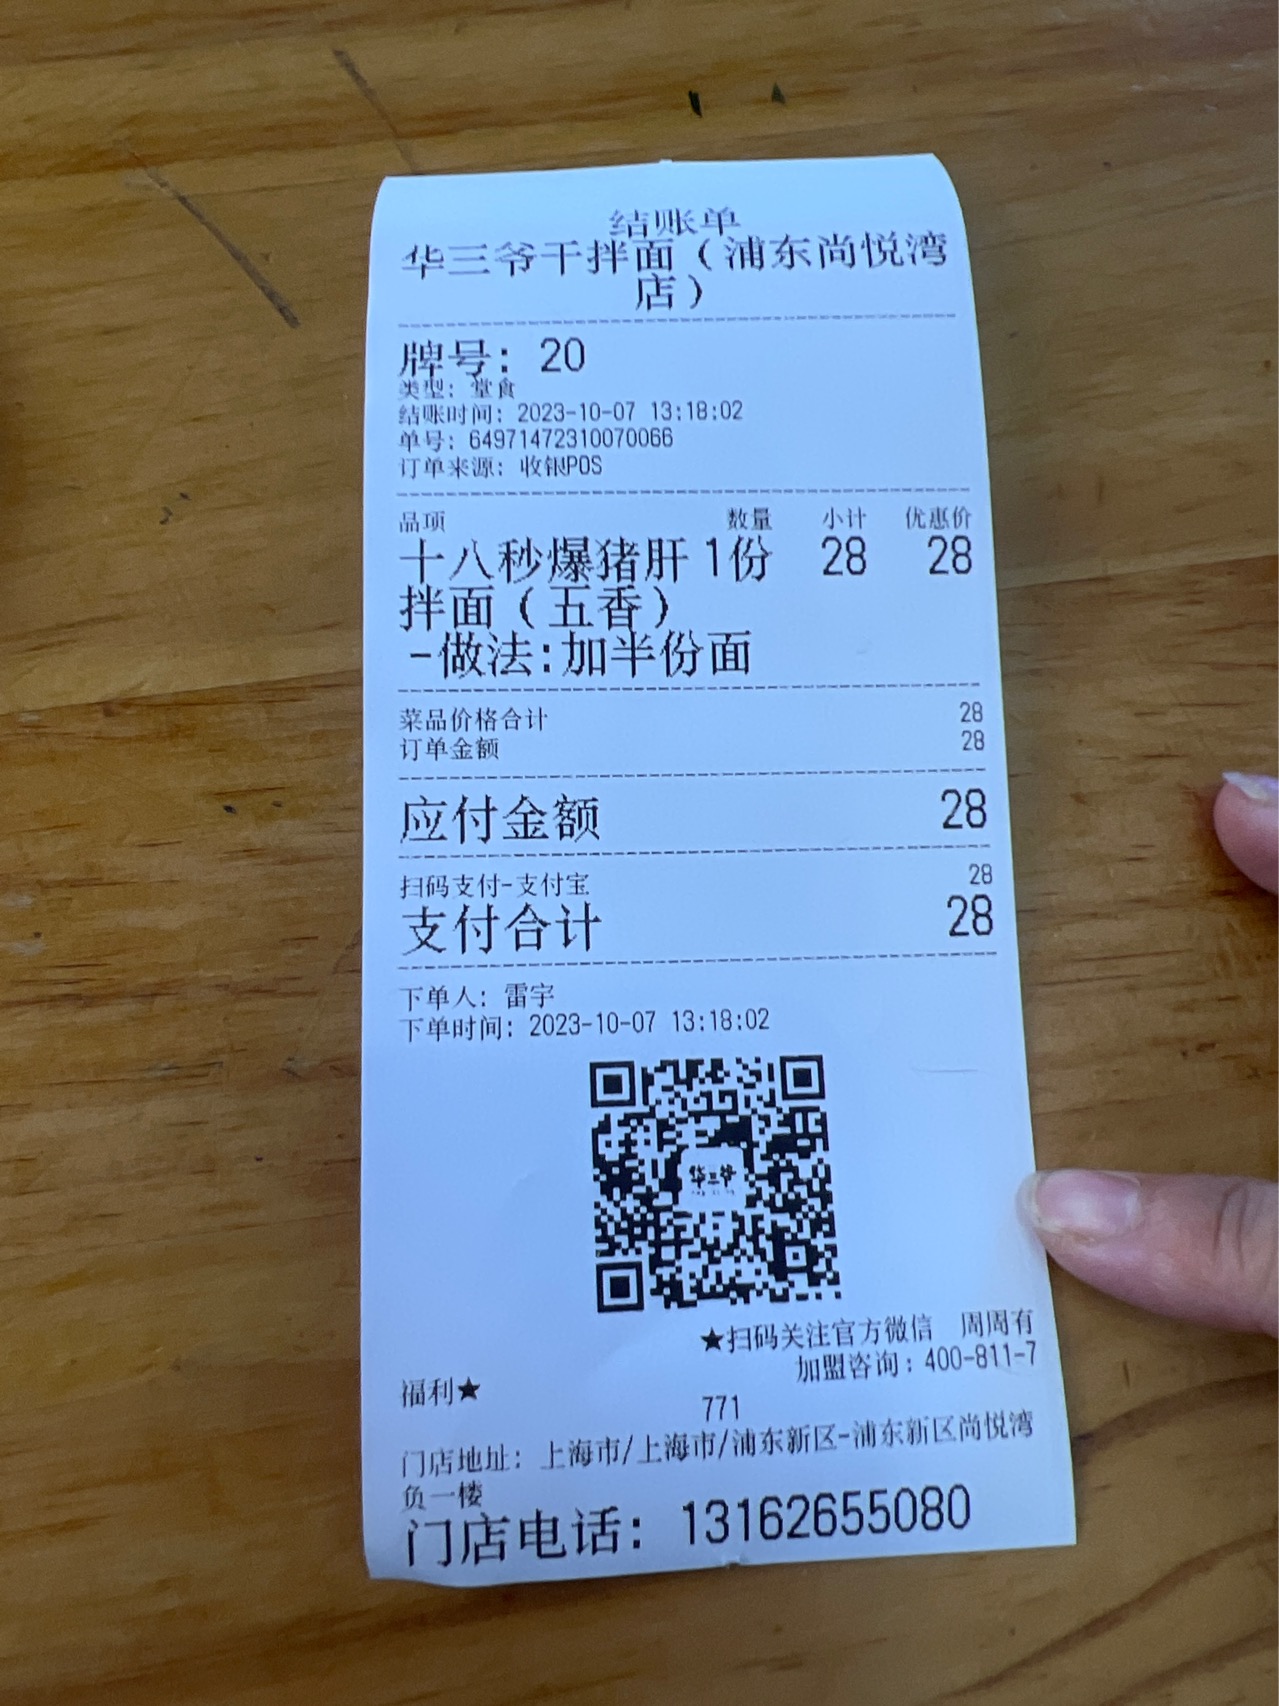 结账单
华三爷干拌面（浦东尚悦湾
店）
牌号：20
类型：堂食
结账时间：2023-10-07 13:18:02
单号：64971472310070066
订单来源：收银POS
品项 数量 小计 优惠价
十八秒爆猪肝 1份 28 28
拌面（五香）
-做法:加半份面
菜品价格合计 28
订单金额 28
应付金额 28
扫码支付-支付宝 28
支付合计 28
下单人：雷宇
下单时间：2023-10-07 13:18:02
华三爷
★扫码关注官方微信 周周有
福利★
加盟咨询：400-811-7
771
门店地址：上海市/上海市/浦东新区-浦东新区尚悦湾
负一楼
门店电话：13162655080